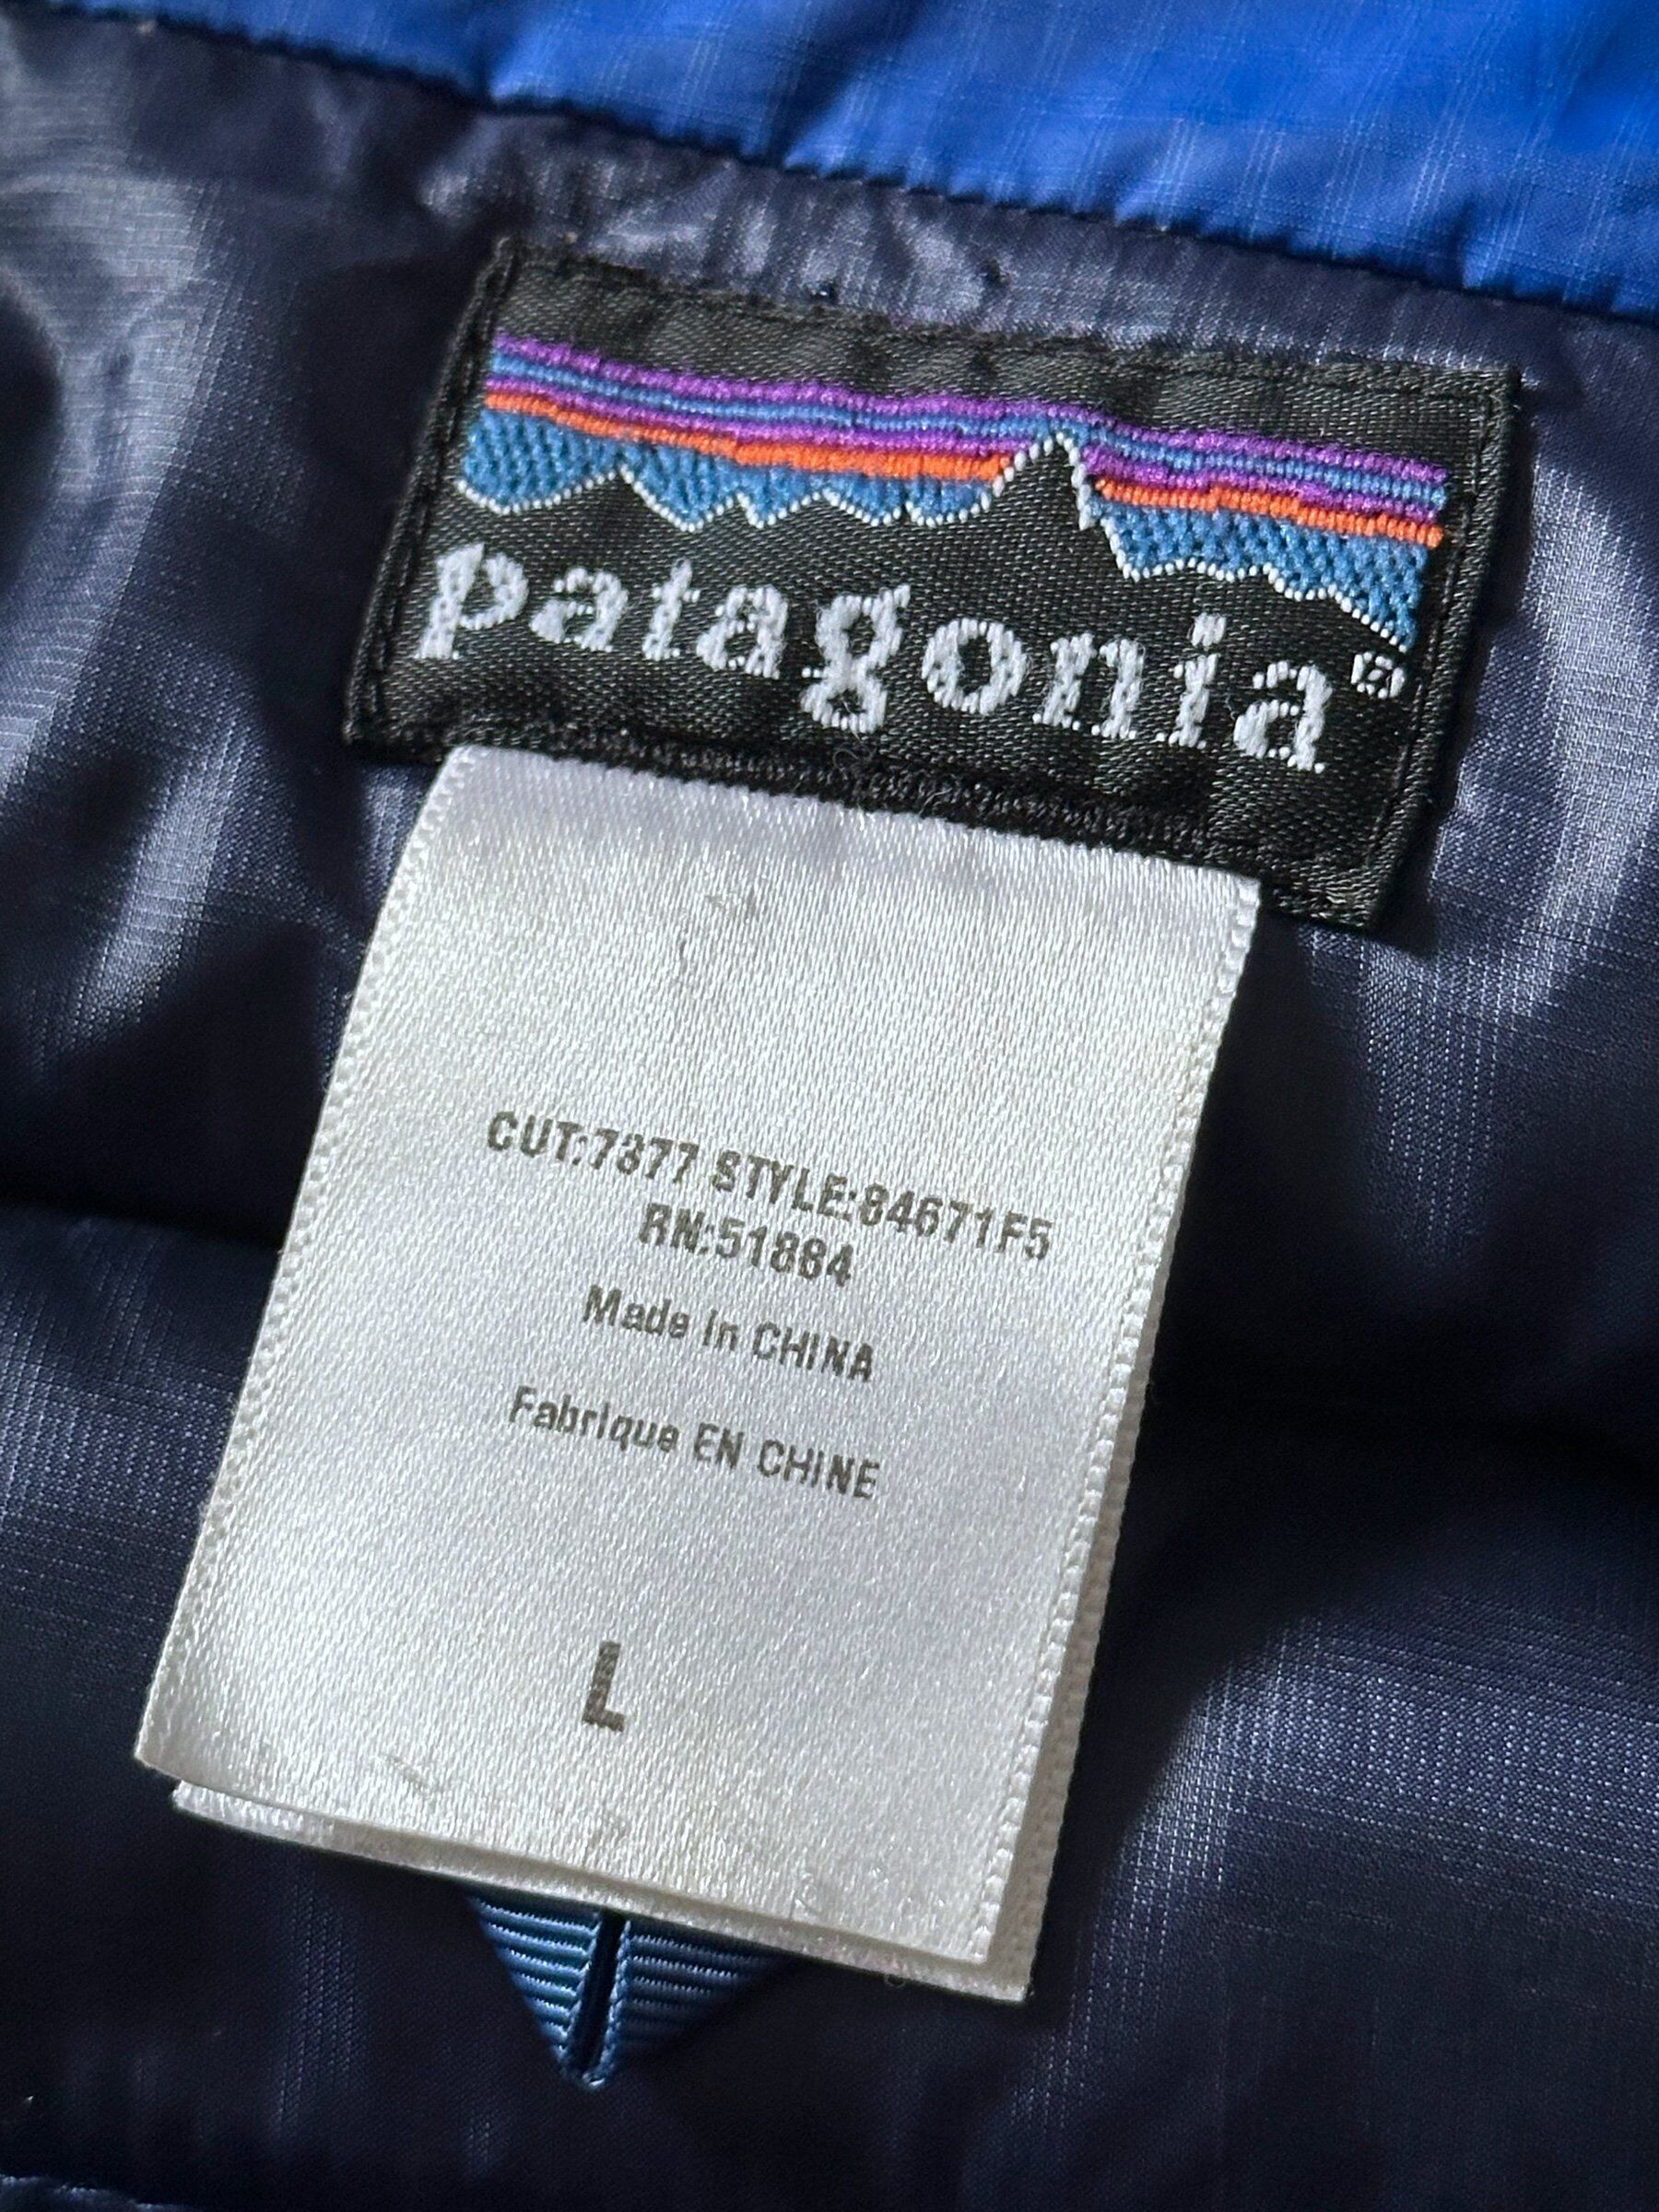 patagonia®
CUT:7377 STYLE:84671F5
RN:51884
Made in CHINA
Fabrique EN CHINE
L